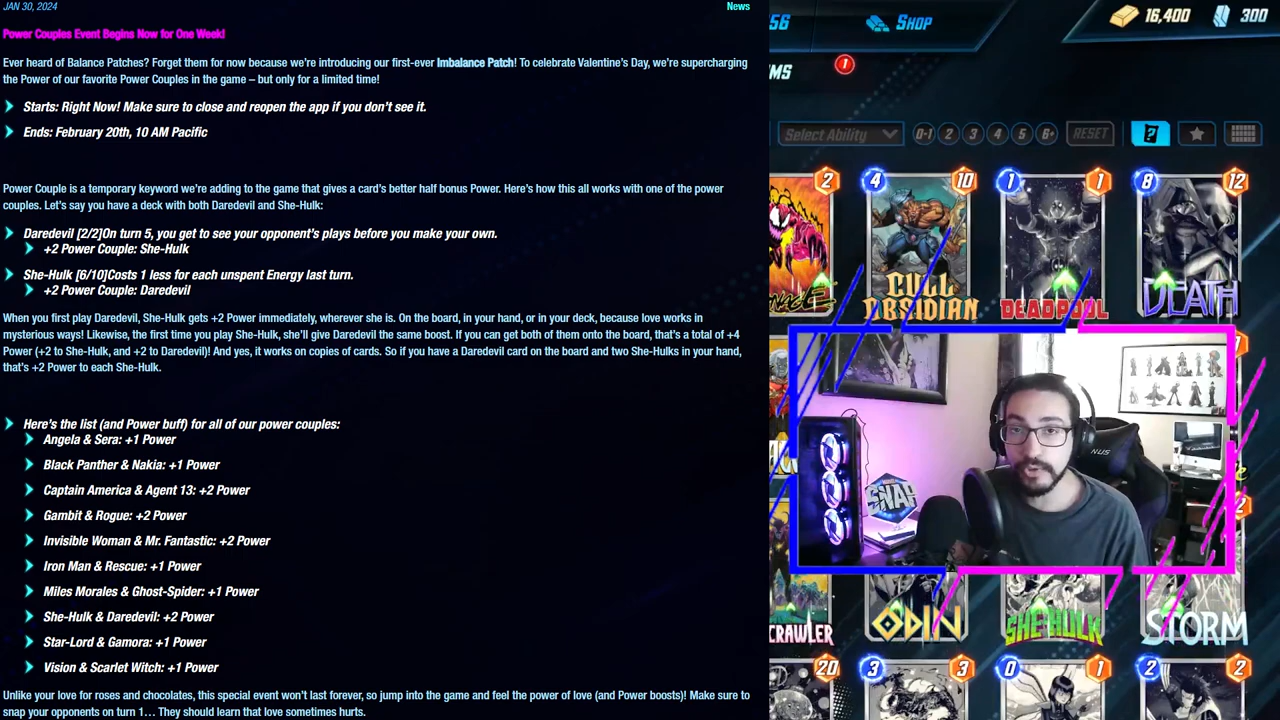 JAN 30, 2024
News
Power Couples Event Begins Now for One Week!
Ever heard of Balance Patches? Forget them for now because we're introducing our first-ever Imbalance Patch! To celebrate Valentine's Day, we're supercharging
the Power of our favorite Power Couples in the game – but only for a limited time!
Starts: Right Now! Make sure to close and reopen the app if you don't see it.
Ends: February 20th, 10 AM Pacific
Power Couple is a temporary keyword we're adding to the game that gives a card's better half bonus Power. Here's how this all works with one of the power
couples. Let's say you have a deck with both Daredevil and She-Hulk:
Daredevil [2/2]On turn 5, you get to see your opponent's plays before you make your own.
+2 Power Couple: She-Hulk
She-Hulk [6/10]Costs 1 less for each unspent Energy last turn.
+2 Power Couple: Daredevil
When you first play Daredevil, She-Hulk gets +2 Power immediately, wherever she is. On the board, in your hand, or in your deck, because love works in
mysterious ways! Likewise, the first time you play She-Hulk, she'll give Daredevil the same boost. If you can get both of them onto the board, that's a total of +4
Power (+2 to She-Hulk, and +2 to Daredevil)! And yes, it works on copies of cards. So if you have a Daredevil card on the board and two She-Hulks in your hand,
that's +2 Power to each She-Hulk.
Here's the list (and Power buff) for all of our power couples:
Angela & Sera: +1 Power
Black Panther & Nakia: +1 Power
Captain America & Agent 13: +2 Power
Gambit & Rogue: +2 Power
Invisible Woman & Mr. Fantastic: +2 Power
Iron Man & Rescue: +1 Power
Miles Morales & Ghost-Spider: +1 Power
She-Hulk & Daredevil: +2 Power
Star-Lord & Gamora: +1 Power
Vision & Scarlet Witch: +1 Power
Unlike your love for roses and chocolates, this special event won't last forever, so jump into the game and feel the power of love (and Power boosts)! Make sure to
snap your opponents on turn 1… They should learn that love sometimes hurts.
56
SHOP
16,400
300
MS
1
Select Ability
0-1 2 3 4 5 6+
RESET
?
2
4 10
1 1
8 12
CULL OBSIDIAN
DEADPOOL
DEATH
NUS
MARVEL SNAP
2
CRAWLER
ODIN
SHE-HULK
STORM
20
3 3
0 1
2 2